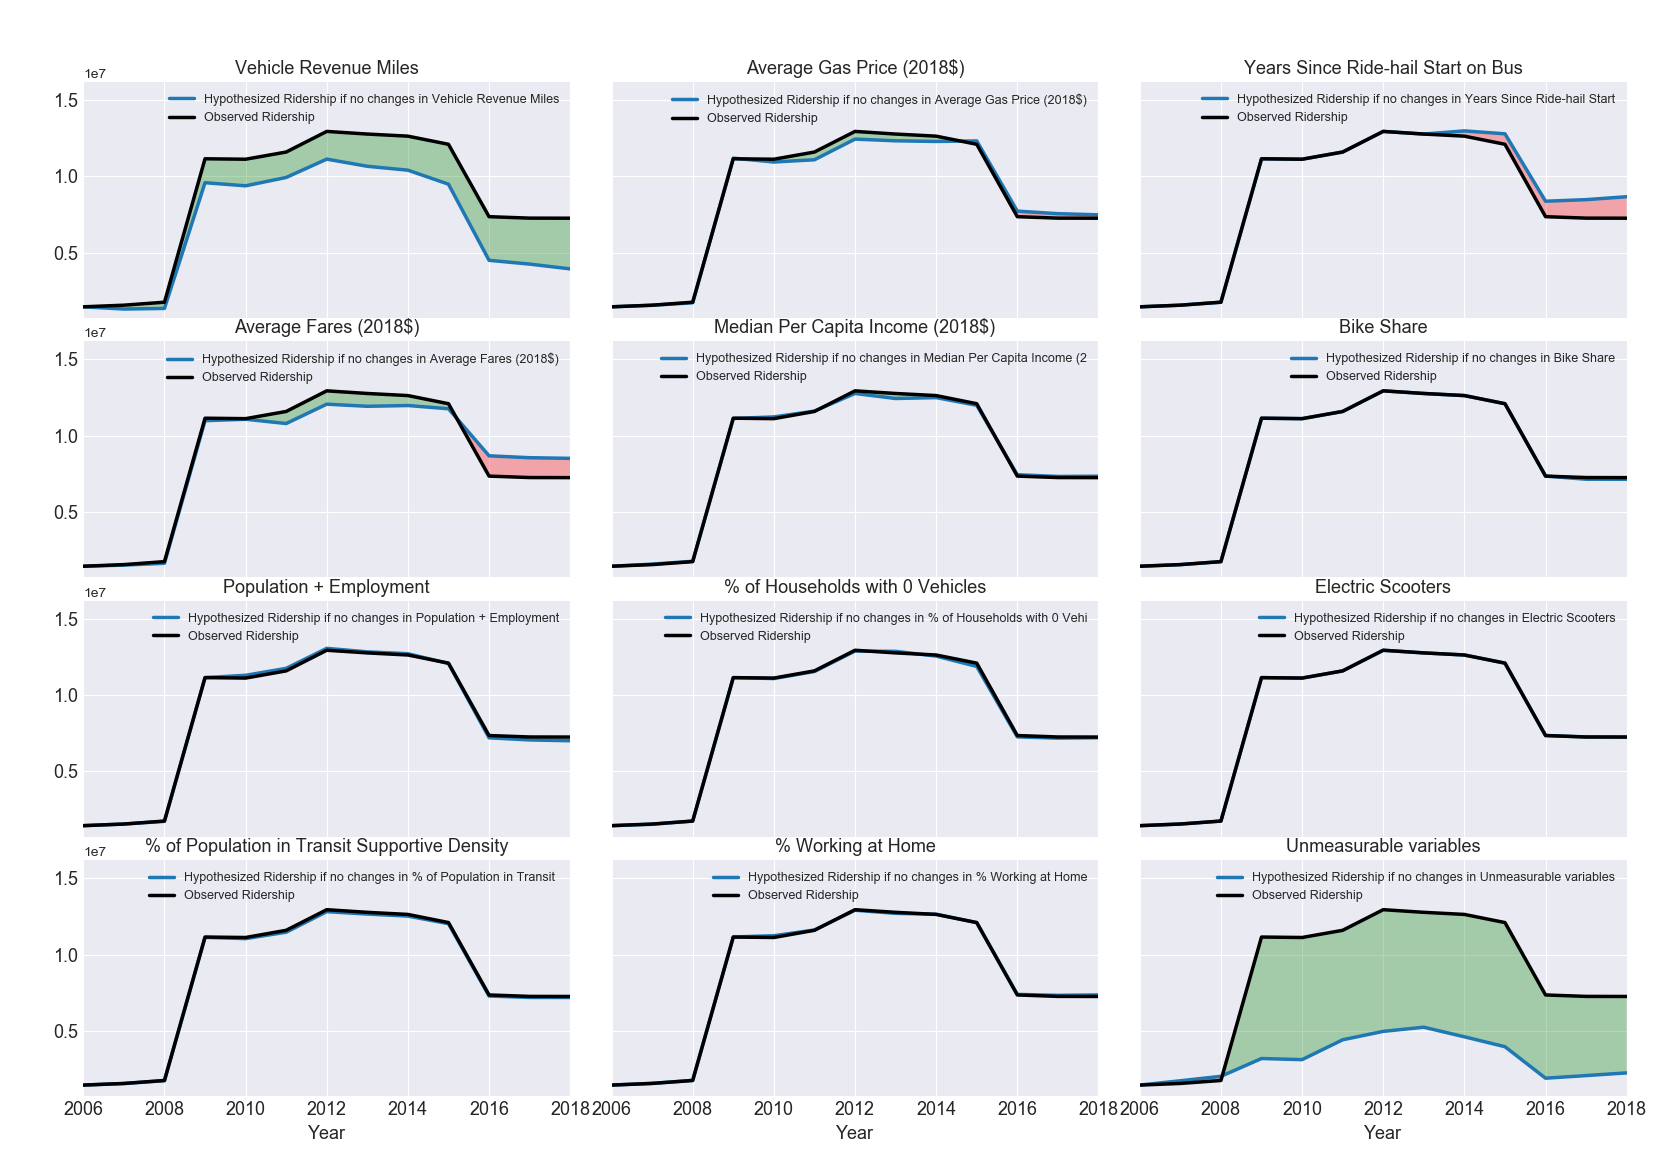 Vehicle Revenue Miles
1e7
Hypothesized Ridership if no changes in Vehicle Revenue Miles
Observed Ridership
1.5
1.0
0.5
Average Gas Price (2018$)
Hypothesized Ridership if no changes in Average Gas Price (2018$)
Observed Ridership
Years Since Ride-hail Start on Bus
Hypothesized Ridership if no changes in Years Since Ride-hail Start
Observed Ridership
Average Fares (2018$)
1e7
Hypothesized Ridership if no changes in Average Fares (2018$)
Observed Ridership
1.5
1.0
0.5
Median Per Capita Income (2018$)
Hypothesized Ridership if no changes in Median Per Capita Income (2
Observed Ridership
Bike Share
Hypothesized Ridership if no changes in Bike Share
Observed Ridership
Population + Employment
1e7
Hypothesized Ridership if no changes in Population + Employment
Observed Ridership
1.5
1.0
0.5
% of Households with 0 Vehicles
Hypothesized Ridership if no changes in % of Households with 0 Vehi
Observed Ridership
Electric Scooters
Hypothesized Ridership if no changes in Electric Scooters
Observed Ridership
% of Population in Transit Supportive Density
1e7
Hypothesized Ridership if no changes in % of Population in Transit
Observed Ridership
1.5
1.0
0.5
2006 2008 2010 2012 2014 2016 2018
Year
% Working at Home
Hypothesized Ridership if no changes in % Working at Home
Observed Ridership
2006 2008 2010 2012 2014 2016 2018
Year
Unmeasurable variables
Hypothesized Ridership if no changes in Unmeasurable variables
Observed Ridership
2006 2008 2010 2012 2014 2016 2018
Year